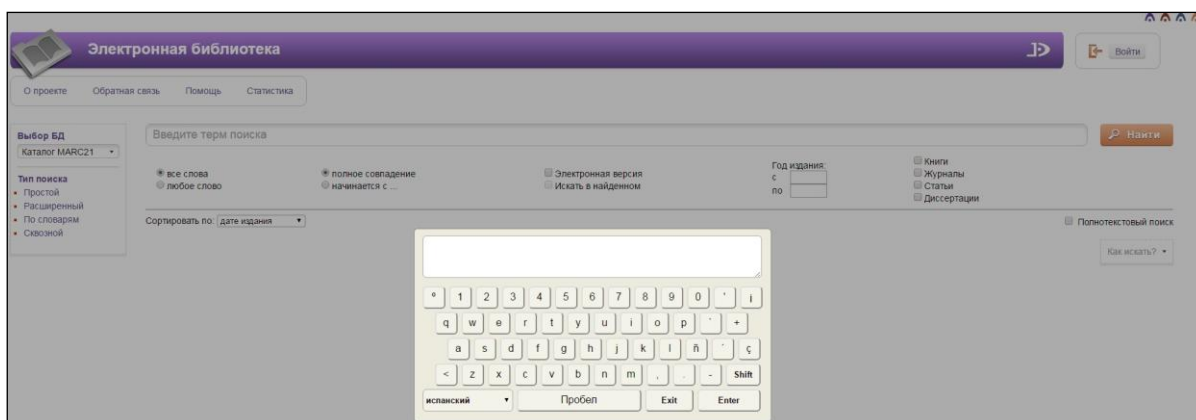 Электронная библиотека
Войти
О проекте Обратная связь Помощь Статистика
Выбор БД
Каталог MARC21
Тип поиска
Простой
Расширенный
По словарям
Сквозной
Введите терм поиска
Найти
все слова
любое слово
полное совпадение
начинается с ...
Электронная версия
Искать в найденном
Год издания:
с
по
Книги
Журналы
Статьи
Диссертации
Сортировать по: дате издания
Полнотекстовый поиск
Как искать?
º 1 2 3 4 5 6 7 8 9 0 ' ¡
q w e r t y u i o p ` +
a s d f g h j k l ñ ´ ç
< z x c v b n m , . -  Shift
испанский Пробел Exit Enter